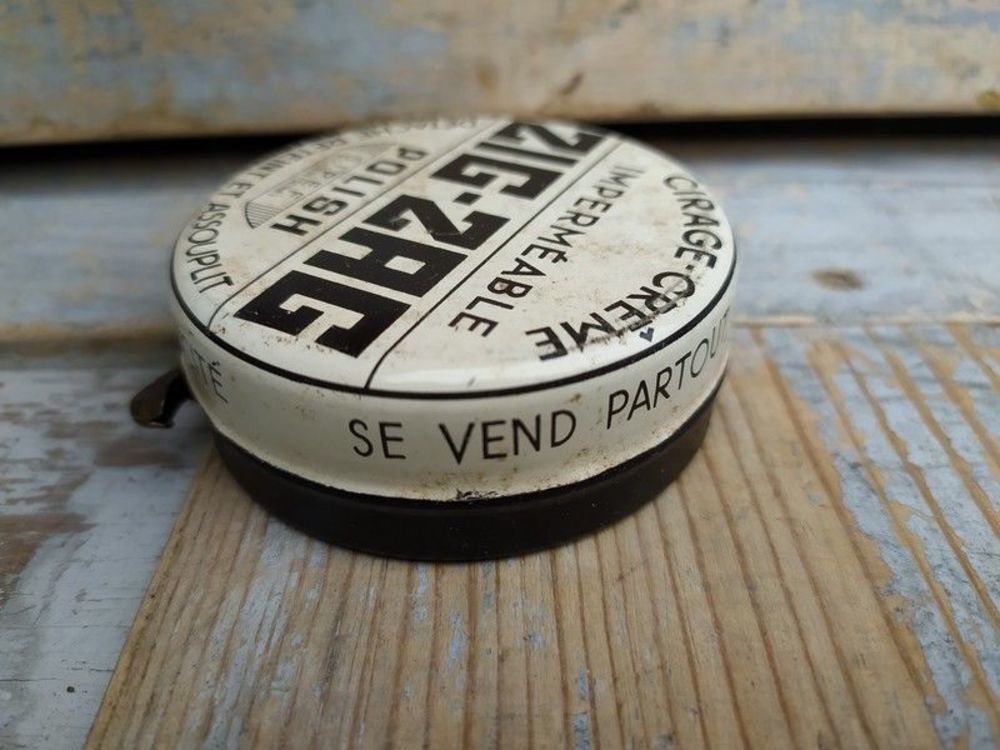 CIRAGE-CRÈME
IMPERMÉABLE
ZIG-ZAG
POLISH
ET ASSOUPLIT
SE VEND PARTOUT